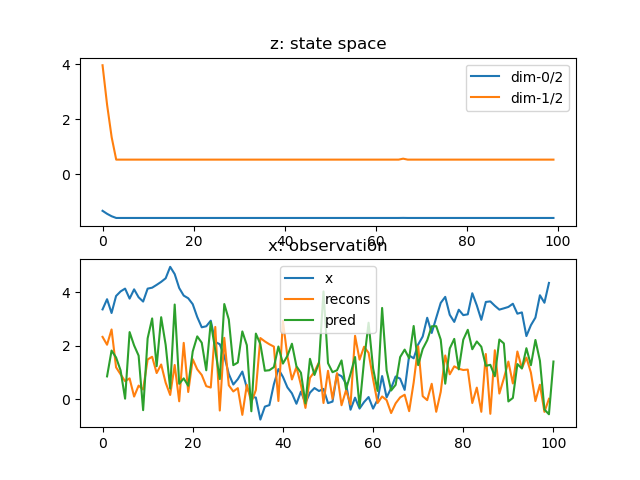 z: state space
4
2
0
dim-0/2
dim-1/2
0 20 40 60 80 100
x: observation
4
2
0
x
recons
pred
0 20 40 60 80 100